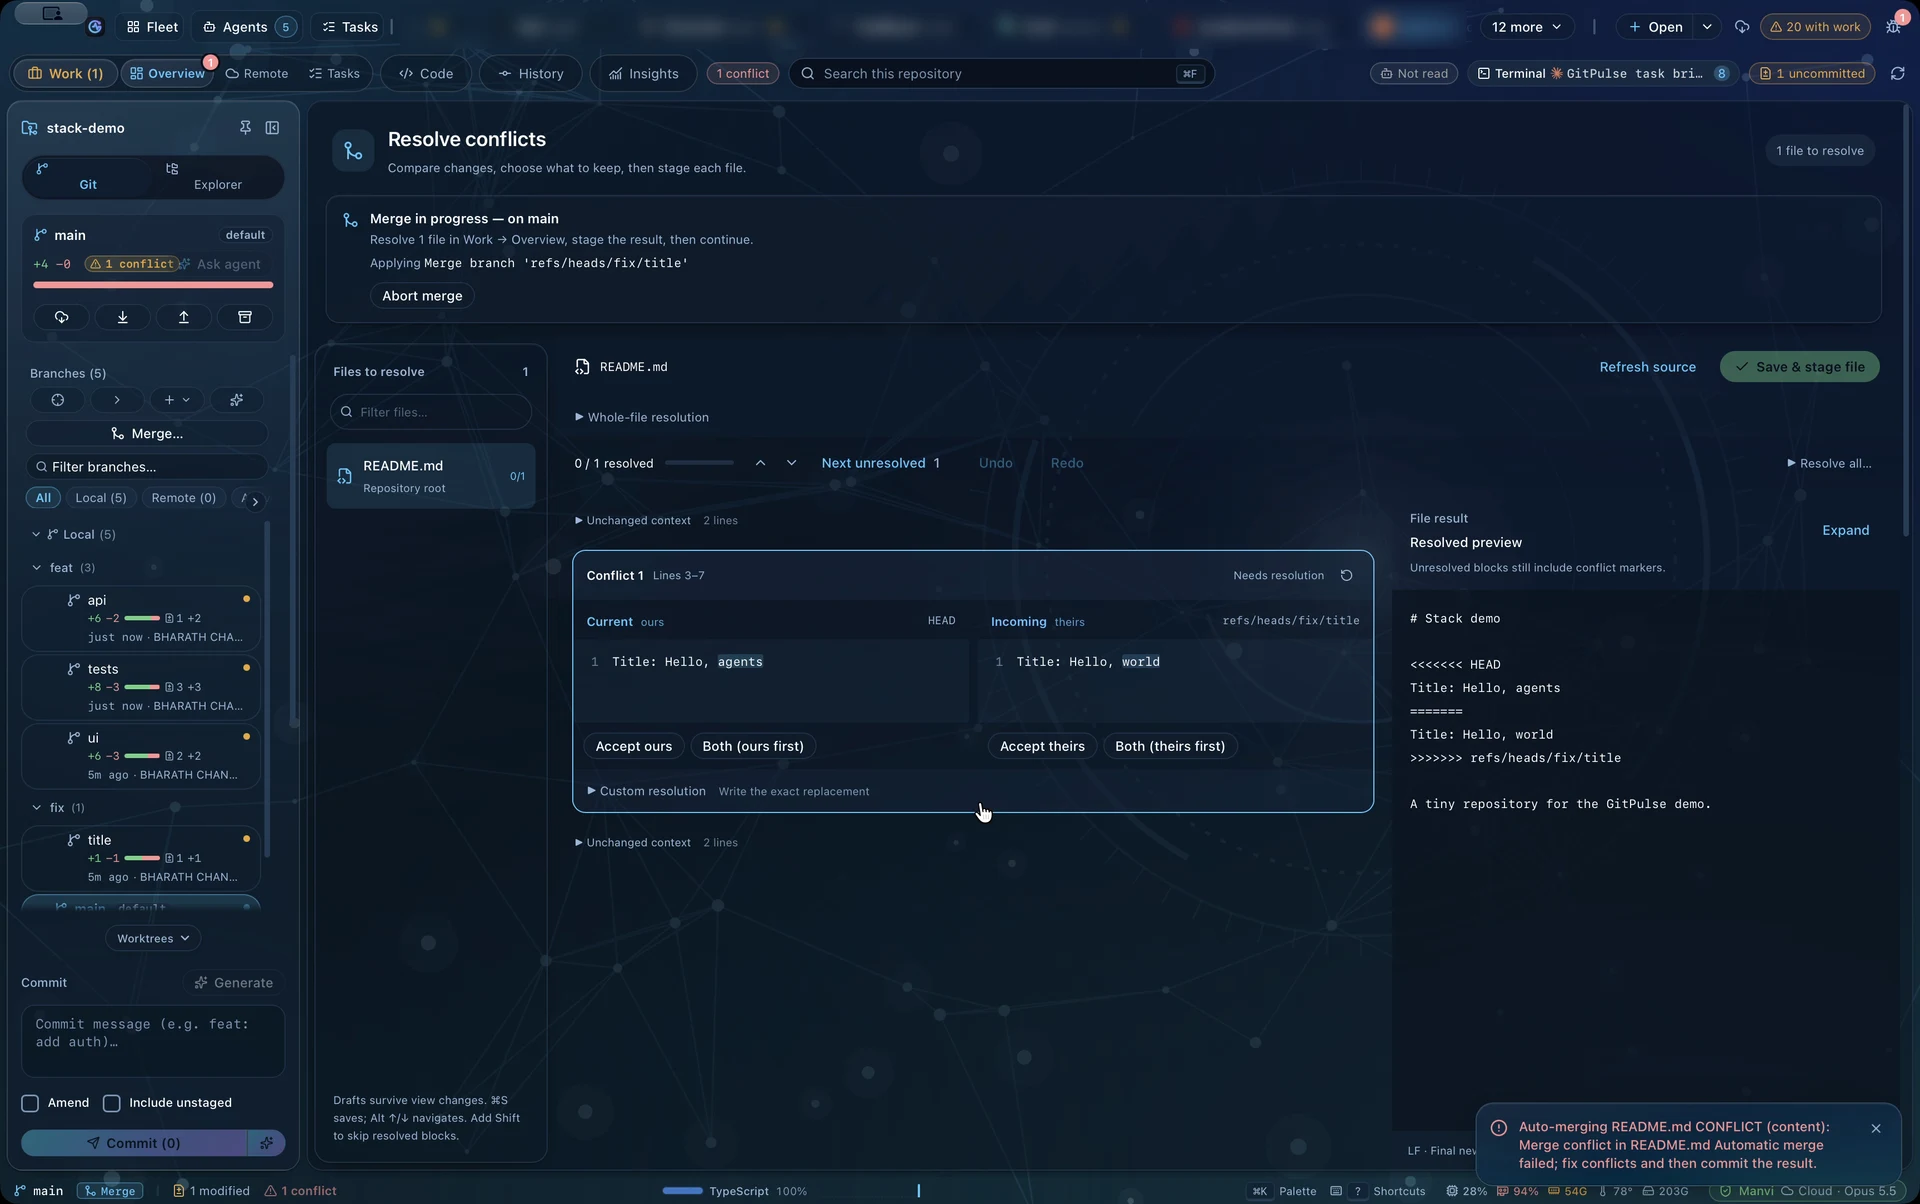 Fleet
Agents 5
Tasks
12 more
Open
20 with work
1
Work (1)
Overview
1
Remote
Tasks
Code
History
Insights
1 conflict
Search this repository
⌘F
Not read
Terminal
GitPulse task bri…
8
1 uncommitted
stack-demo
Git
Explorer
main
default
+4 −0
1 conflict
Ask agent
Branches (5)
Merge...
Filter branches...
All
Local (5)
Remote (0)
Local (5)
feat (3)
api
+6 −2
1 +2
just now · BHARATH CHA…
tests
+8 −3
3 +3
just now · BHARATH CHA…
ui
+6 −3
2 +2
5m ago · BHARATH CHAN…
fix (1)
title
+1 −1
1 +1
5m ago · BHARATH CHAN…
main default
Worktrees
Commit
Generate
Commit message (e.g. feat:
add auth)…
Amend
Include unstaged
Commit (0)
Resolve conflicts
Compare changes, choose what to keep, then stage each file.
1 file to resolve
Merge in progress — on main
Resolve 1 file in Work → Overview, stage the result, then continue.
Applying Merge branch 'refs/heads/fix/title'
Abort merge
Files to resolve
1
Filter files...
README.md
Repository root
0/1
Drafts survive view changes. ⌘S
saves; Alt ↑/↓ navigates. Add Shift
to skip resolved blocks.
README.md
Refresh source
Save & stage file
Whole-file resolution
0 / 1 resolved
Next unresolved 1
Undo
Redo
Resolve all...
Unchanged context 2 lines
Conflict 1 Lines 3–7
Needs resolution
Current ours
HEAD
Incoming theirs
refs/heads/fix/title
1 Title: Hello, agents
1 Title: Hello, world
Accept ours
Both (ours first)
Accept theirs
Both (theirs first)
Custom resolution Write the exact replacement
Unchanged context 2 lines
File result
Resolved preview
Unresolved blocks still include conflict markers.
Expand
# Stack demo
<<<<<<< HEAD
Title: Hello, agents
=======
Title: Hello, world
>>>>>>> refs/heads/fix/title
A tiny repository for the GitPulse demo.
LF · Final
Auto-merging README.md CONFLICT (content):
Merge conflict in README.md Automatic merge
failed; fix conflicts and then commit the result.
main
Merge
1 modified
1 conflict
TypeScript 100%
⌘K Palette
? Shortcuts
28%
94%
54G
78°
203G
Manvi
Cloud · Opus 5.5